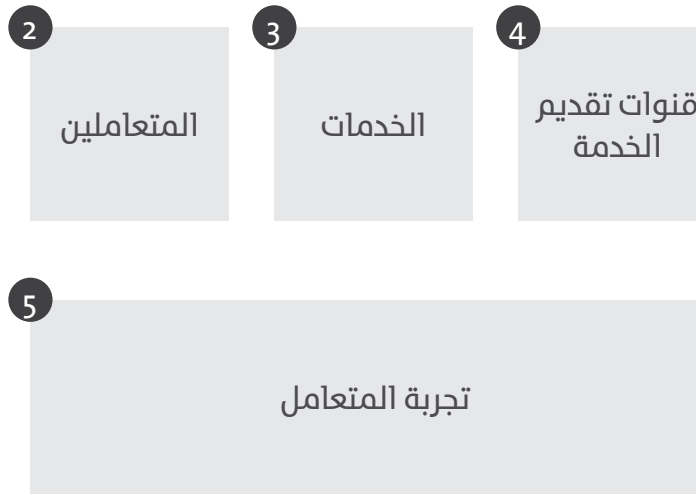 2
المتعاملين
3
الخدمات
4
قنوات تقديم
الخدمة
5
تجربة المتعامل